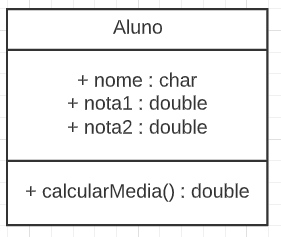 Aluno
+ nome : char
+ nota1 : double
+ nota2 : double
+ calcularMedia() : double